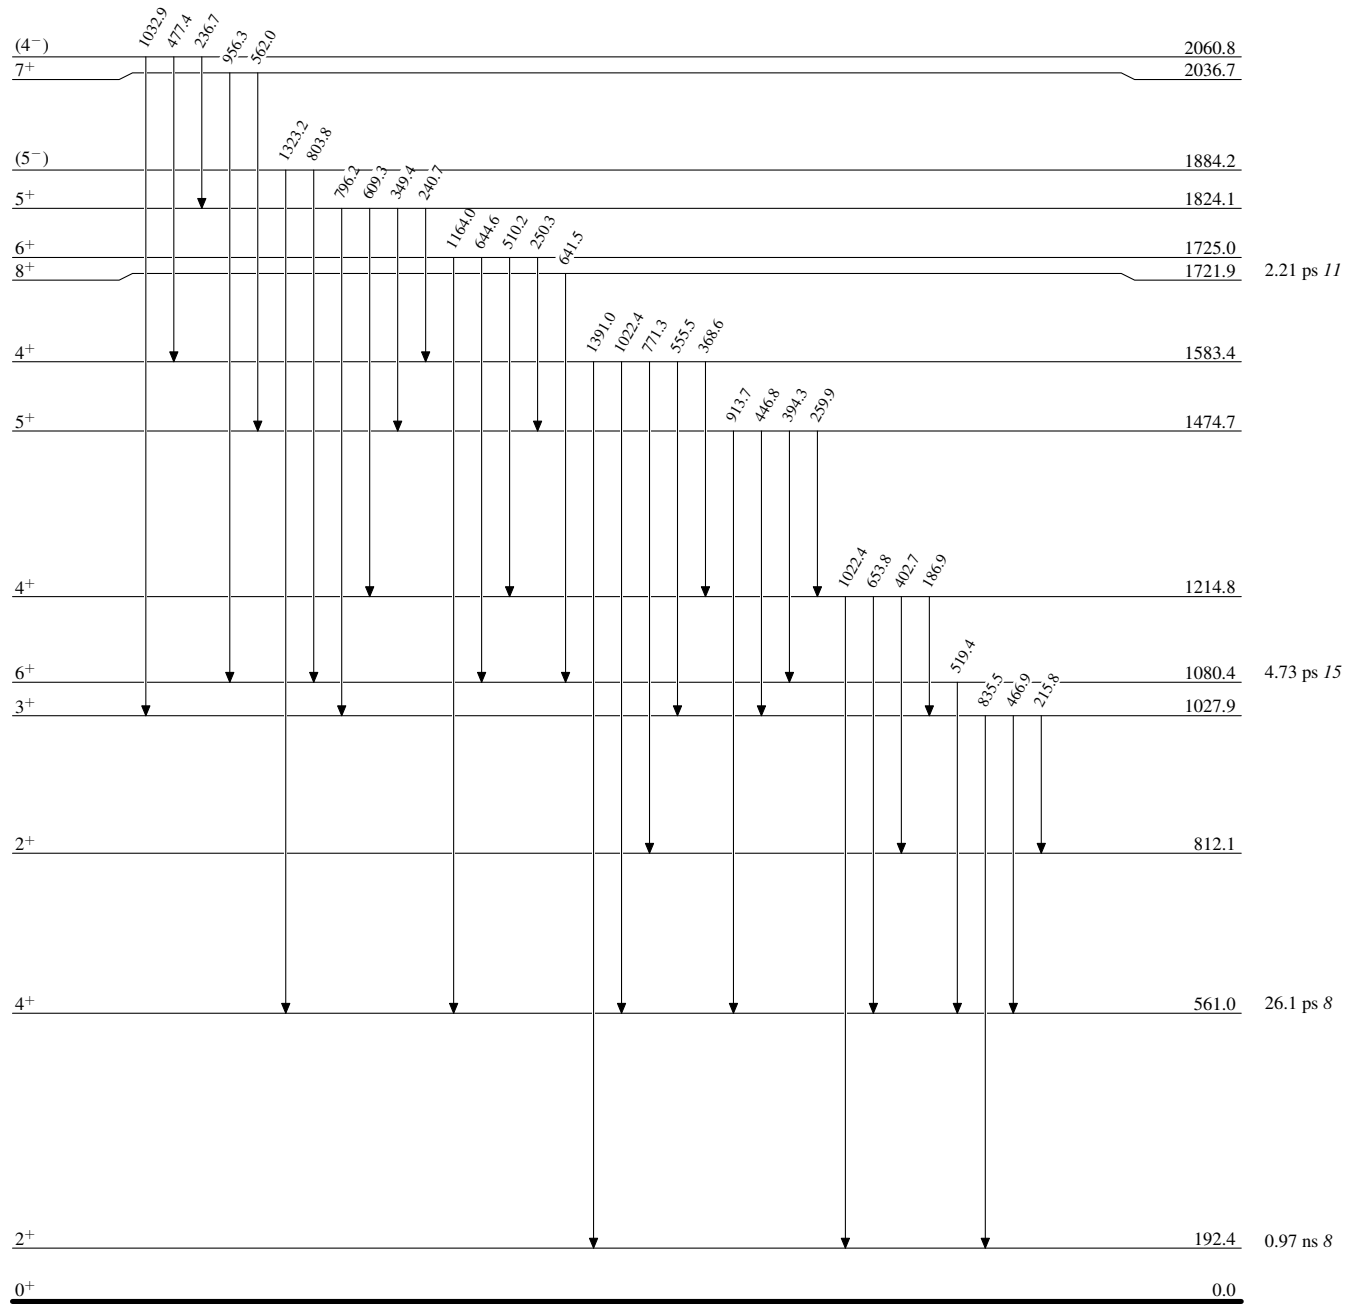 1032.9 477.4 236.7
(4⁻) 2060.8
956.3 562.0
7⁺ 2036.7
1323.2 803.8
(5⁻) 1884.2
796.2 609.3 349.4 240.7
5⁺ 1824.1
1164.0 644.6 510.2 250.3
6⁺ 1725.0
641.5
8⁺ 1721.9 2.21 ps 11
1391.0 1022.4 771.3 555.5 368.6
4⁺ 1583.4
913.7 446.8 394.3 259.9
5⁺ 1474.7
1022.4 653.8 402.7 186.9
4⁺ 1214.8
519.4
6⁺ 1080.4 4.73 ps 15
835.5 466.9 215.8
3⁺ 1027.9
2⁺ 812.1
4⁺ 561.0 26.1 ps 8
2⁺ 192.4 0.97 ns 8
0⁺ 0.0